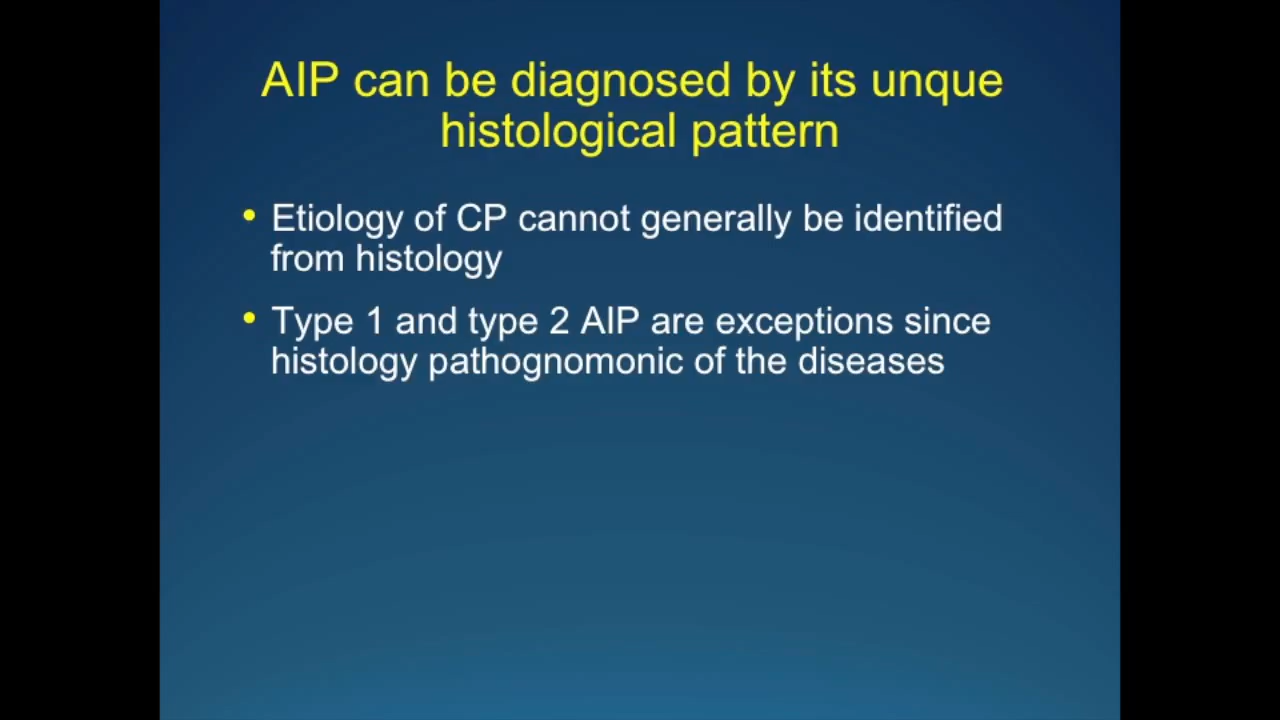 AIP can be diagnosed by its unque
histological pattern
• Etiology of CP cannot generally be identified
from histology
• Type 1 and type 2 AIP are exceptions since
histology pathognomonic of the diseases